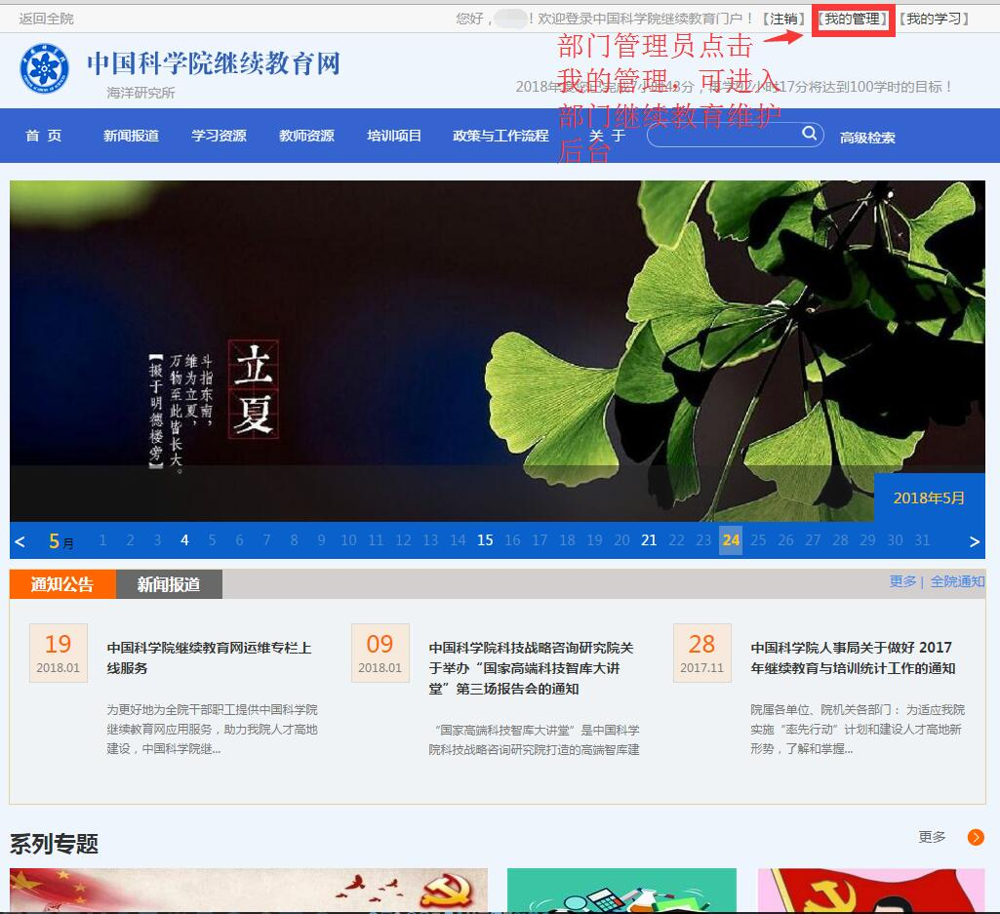 返回全院
您好， ！欢迎登录中国科学院继续教育门户！【注销】【我的管理】【我的学习】
部门管理员点击
我的管理，可进入
部门继续教育维护
后台
中国科学院继续教育网
海洋研究所
2018年 17分将达到100学时的目标！
首 页 新闻报道 学习资源 教师资源 培训项目 政策与工作流程 关 于 高级检索
立夏
斗指东南，
维为立夏，
万物至此皆长大。
【摄于明德楼旁】
2018年5月
< 5月 1 2 3 4 5 6 7 8 9 10 11 12 13 14 15 16 17 18 19 20 21 22 23 24 25 26 27 28 29 30 31 >
通知公告 新闻报道 更多 | 全院通知
19
2018.01
中国科学院继续教育网运维专栏上
线服务
为更好地为全院干部职工提供中国科学院
继续教育网应用服务，助力我院人才高地
建设，中国科学院继...
09
2018.01
中国科学院科技战略咨询研究院关
于举办“国家高端科技智库大讲
堂”第三场报告会的通知
“国家高端科技智库大讲堂”是中国科学
院科技战略咨询研究院打造的高端智库建
28
2017.11
中国科学院人事局关于做好 2017
年继续教育与培训统计工作的通知
院属各单位、院机关各部门： 为适应我院
实施“率先行动”计划和建设人才高地新
形势，了解和掌握...
系列专题 更多